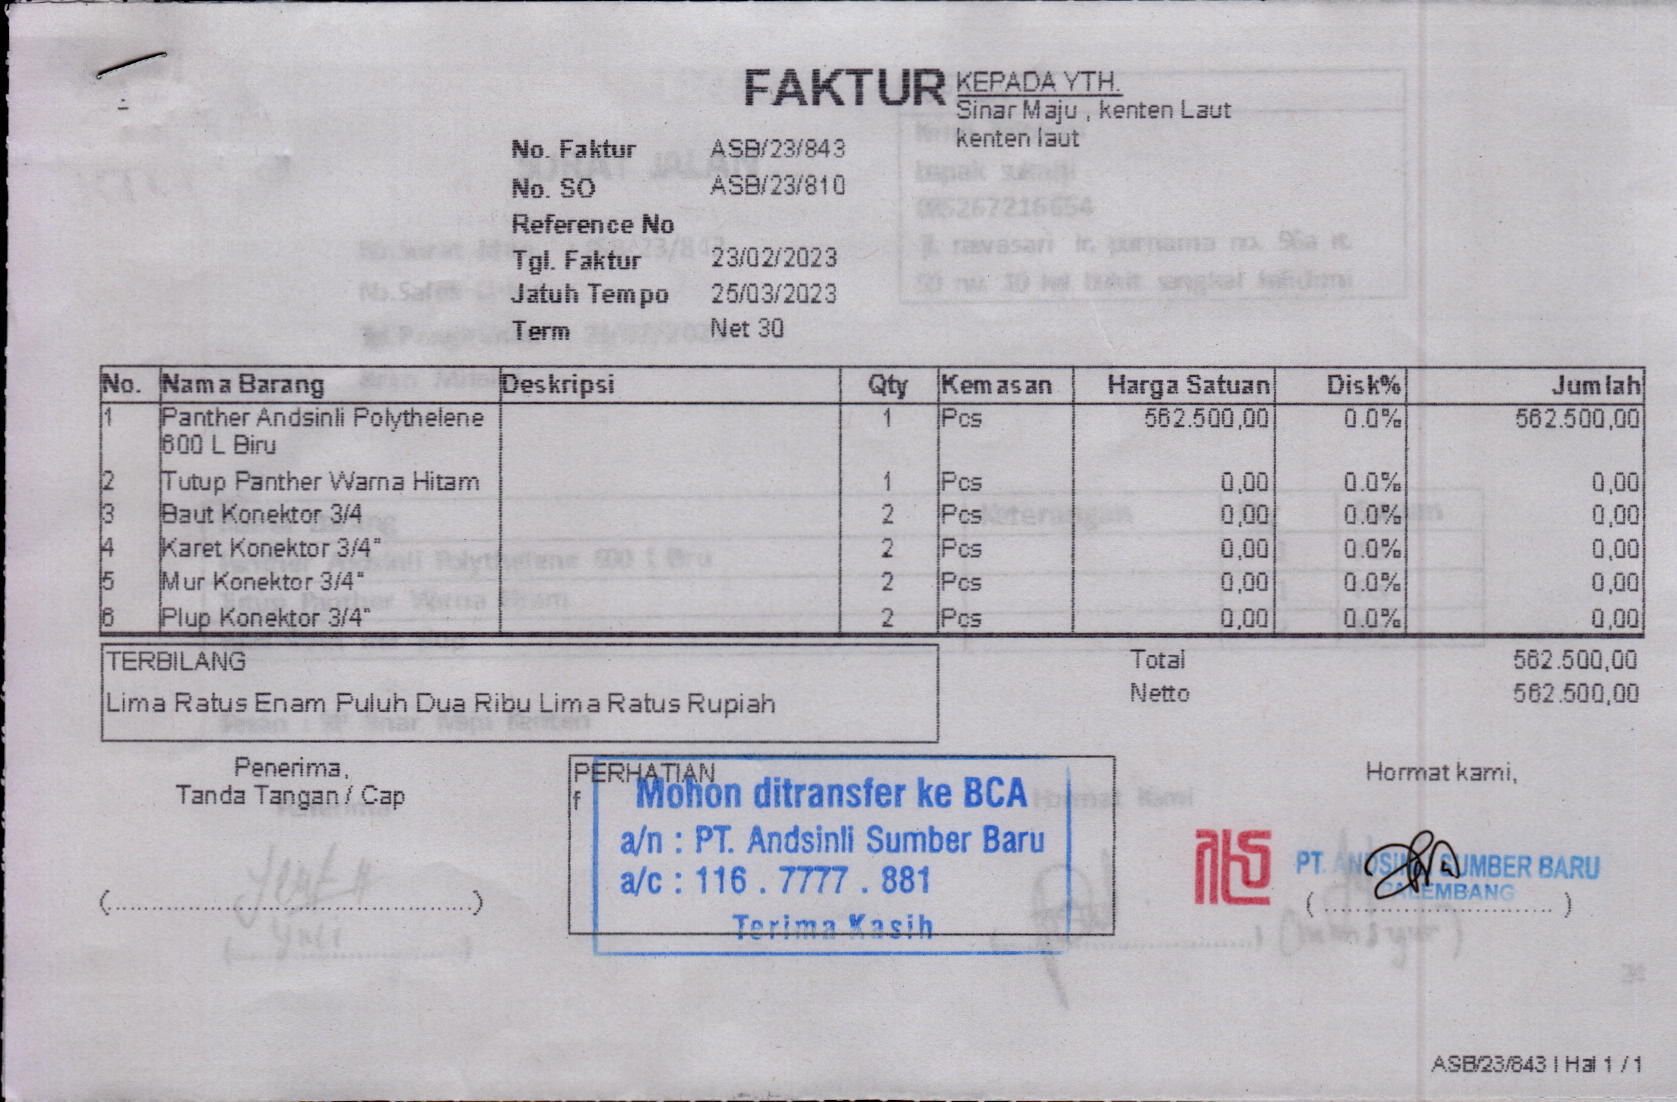 FAKTUR
KEPADA YTH.
Sinar Maju , kenten Laut
kenten laut
No. Faktur ASB/23/843
No. SO ASB/23/810
Reference No
Tgl. Faktur 23/02/2023
Jatuh Tempo 25/03/2023
Term Net 30
No. Nama Barang Deskripsi Qty Kemasan Harga Satuan Disk% Jumlah
1 Panther Andsinli Polythelene 1 Pcs 562.500,00 0.0% 562.500,00
600 L Biru
2 Tutup Panther Warna Hitam 1 Pcs 0,00 0.0% 0,00
3 Baut Konektor 3/4 2 Pcs 0,00 0.0% 0,00
4 Karet Konektor 3/4" 2 Pcs 0,00 0.0% 0,00
5 Mur Konektor 3/4" 2 Pcs 0,00 0.0% 0,00
6 Plup Konektor 3/4" 2 Pcs 0,00 0.0% 0,00
TERBILANG
Lima Ratus Enam Puluh Dua Ribu Lima Ratus Rupiah
Total 562.500,00
Netto 562.500,00
Penerima,
Tanda Tangan / Cap
(....................................................)
PERHATIAN
f
Mohon ditransfer ke BCA
a/n : PT. Andsinli Sumber Baru
a/c : 116 . 7777 . 881
Terima Kasih
Hormat kami,
PT. ANDSINLI SUMBER BARU
PALEMBANG
(..................................)
ASB/23/843 | Hal 1 / 1